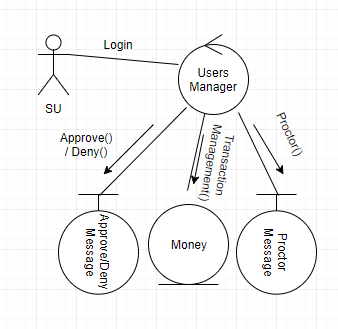 Login
Users
Manager
SU
Approve()
/ Deny()
Transaction
Management()
Proctor()
Approve/Deny
Message
Money
Proctor
Message